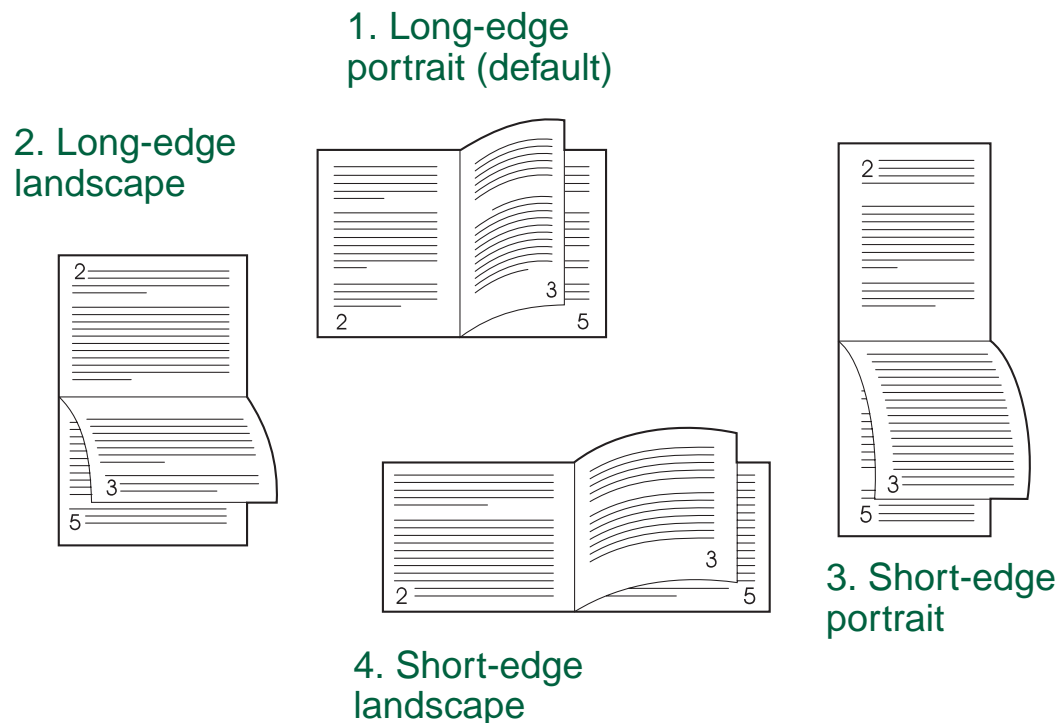 1. Long-edge
portrait (default)
2. Long-edge
landscape
2
3
5
2
3
5
2
3
5
2
3
5
3. Short-edge
portrait
4. Short-edge
landscape